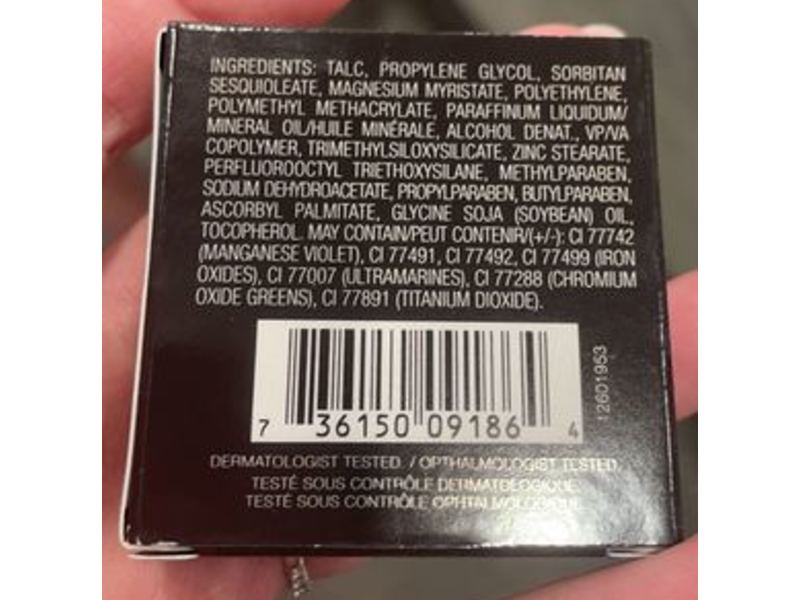 INGREDIENTS: TALC, PROPYLENE GLYCOL, SORBITAN
SESQUIOLEATE, MAGNESIUM MYRISTATE, POLYETHYLENE,
POLYMETHYL METHACRYLATE, PARAFFINUM LIQUIDUM/
MINERAL OIL/HUILE MINÉRALE, ALCOHOL DENAT., VP/VA
COPOLYMER, TRIMETHYLSILOXYSILICATE, ZINC STEARATE,
PERFLUOROOCTYL TRIETHOXYSILANE, METHYLPARABEN,
SODIUM DEHYDROACETATE, PROPYLPARABEN, BUTYLPARABEN,
ASCORBYL PALMITATE, GLYCINE SOJA (SOYBEAN) OIL,
TOCOPHEROL. MAY CONTAIN/PEUT CONTENIR/(+/-): CI 77742
(MANGANESE VIOLET), CI 77491, CI 77492, CI 77499 (IRON
OXIDES), CI 77007 (ULTRAMARINES), CI 77288 (CHROMIUM
OXIDE GREENS), CI 77891 (TITANIUM DIOXIDE).
7 36150 09186 4
12601953
DERMATOLOGIST TESTED. / OPTHALMOLOGIST TESTED.
TESTÉ SOUS CONTRÔLE DERMATOLOGIQUE.
TESTÉ SOUS CONTRÔLE OPHTALMOLOGIQUE.